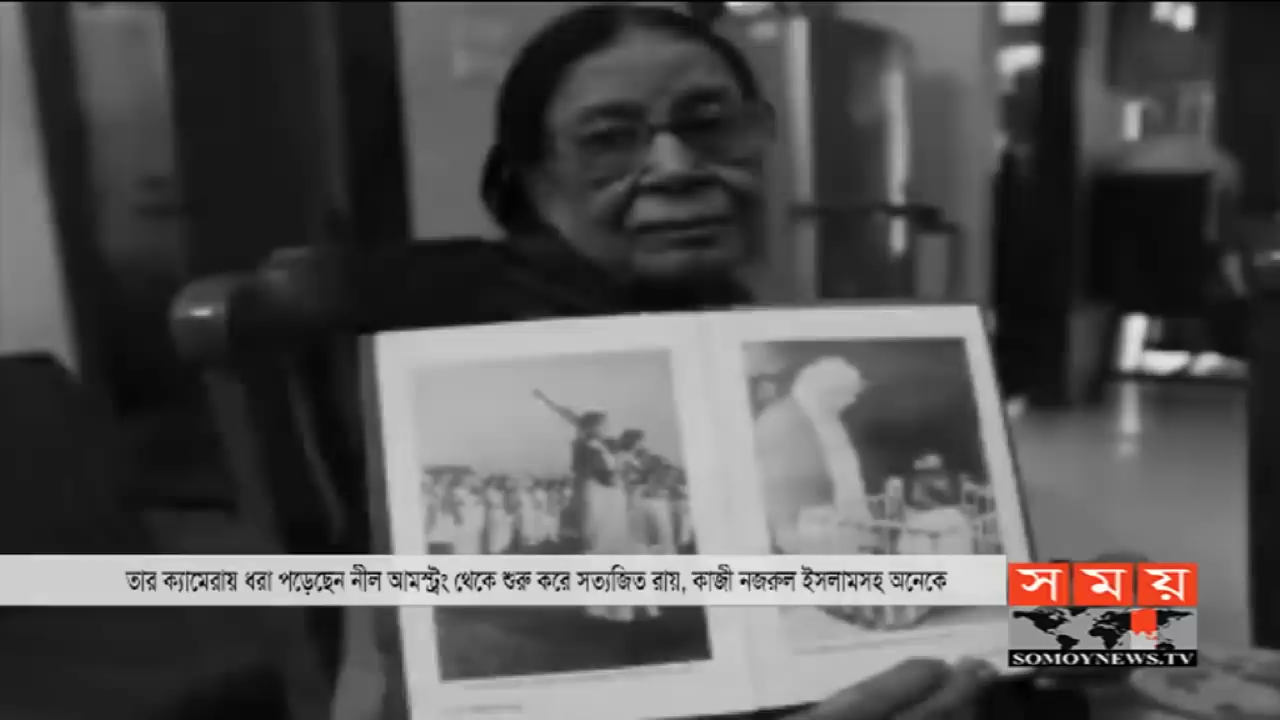 তার ক্যামেরায় ধরা পড়েছেন নীল আমস্ট্রং থেকে শুরু করে সত্যজিত রায়, কাজী নজরুল ইসলামসহ অনেকে
সময়
SOMOYNEWS.TV